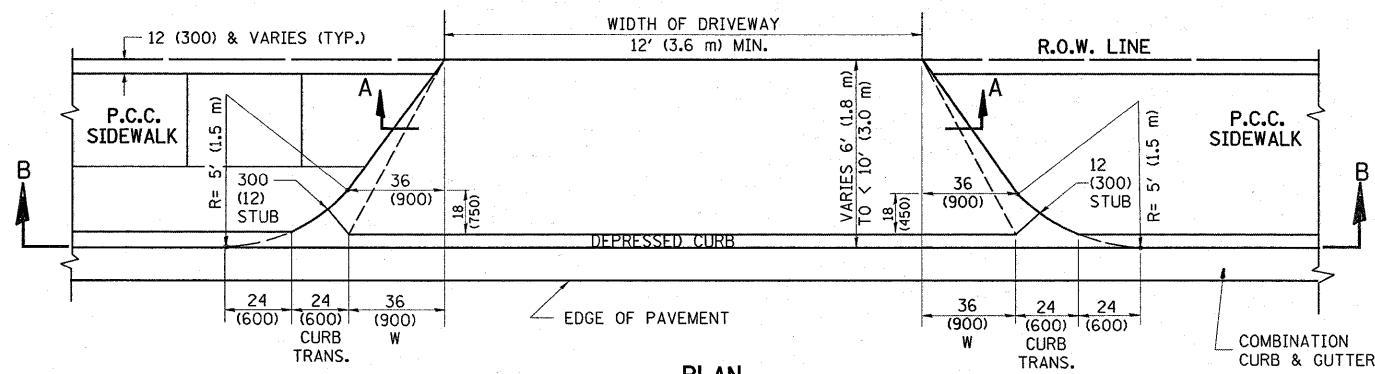 WIDTH OF DRIVEWAY
12' (3.6 m) MIN.
12 (300) & VARIES (TYP.)
R.O.W. LINE
A
A
P.C.C.
SIDEWALK
P.C.C.
SIDEWALK
R= 5' (1.5 m)
VARIES 6' (1.8 m)
TO < 10' (3.0 m)
R= 5' (1.5 m)
B
B
300
(12)
STUB
36
(900)
18
(750)
36
(900)
18
(450)
12
(300)
STUB
DEPRESSED CURB
24
(600)
24
(600)
CURB
TRANS.
36
(900)
W
EDGE OF PAVEMENT
36
(900)
W
24
(600)
CURB
TRANS.
24
(600)
COMBINATION
CURB & GUTTER
PLAN